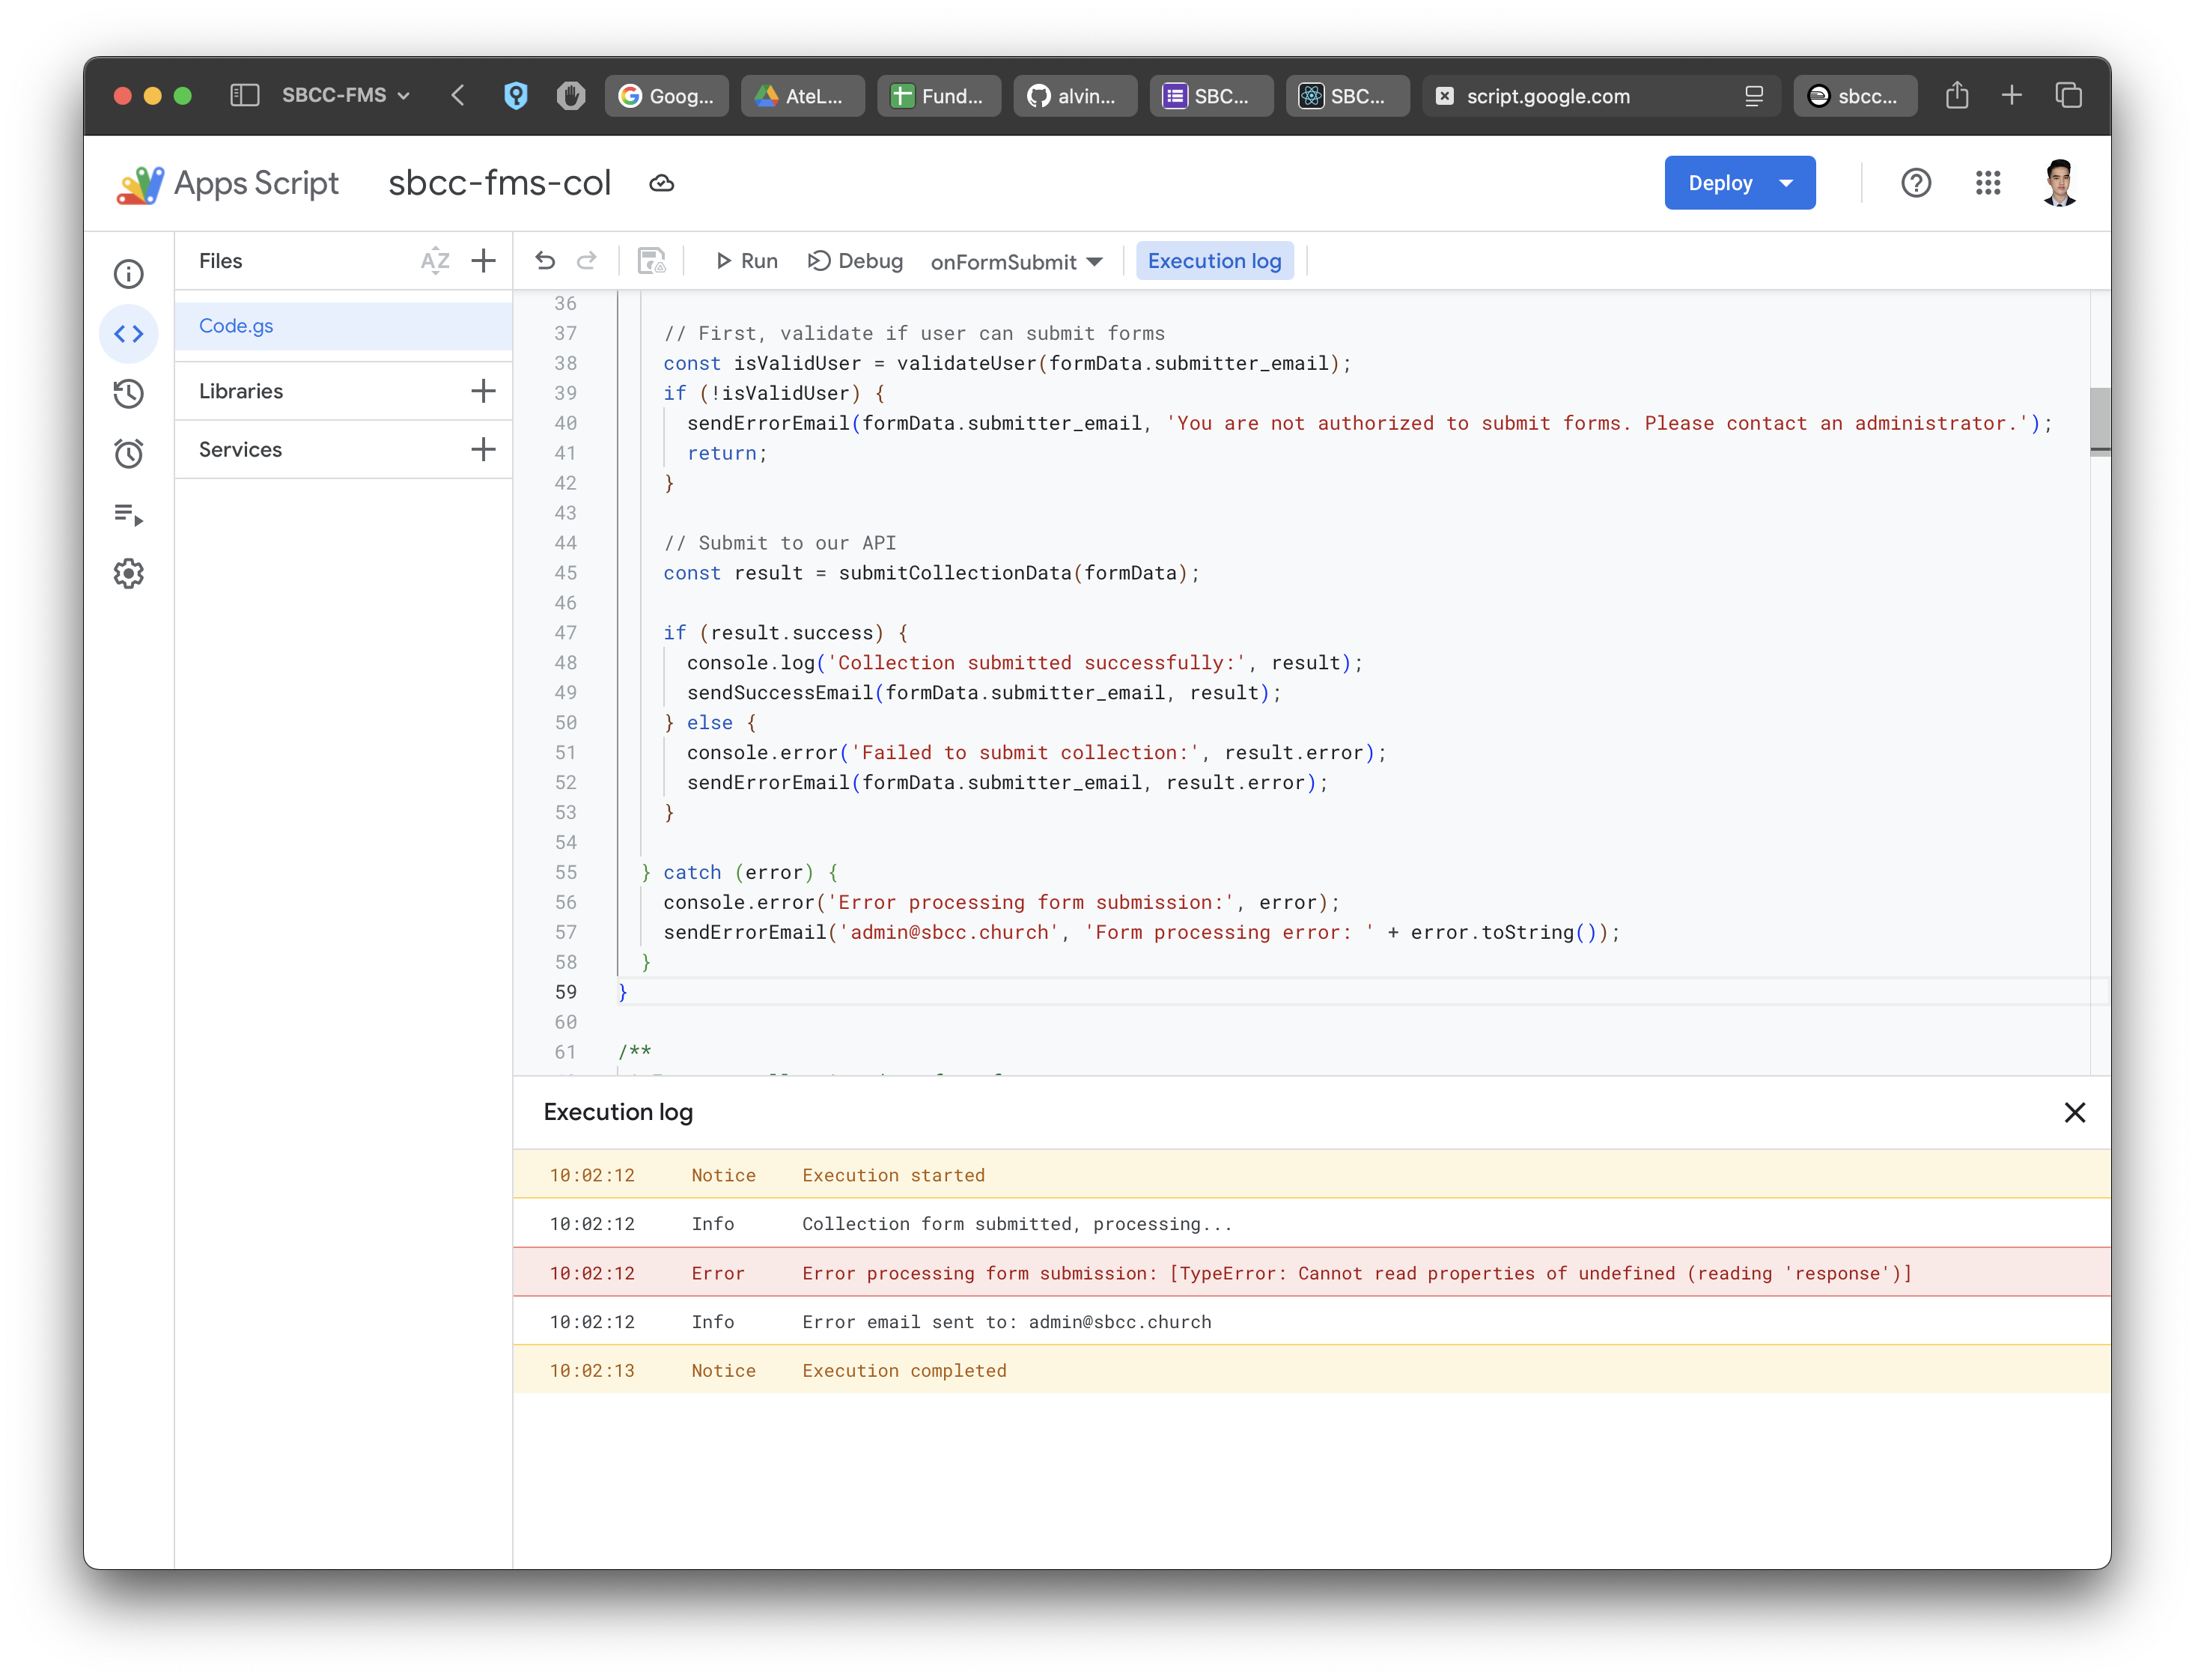 SBCC-FMS
Goog...
AteL...
Fund...
alvin...
SBC...
SBC...
script.google.com
sbcc...
Apps Script
sbcc-fms-col
Deploy
Files
AZ
Run
Debug
onFormSubmit
Execution log
Code.gs
Libraries
Services
36
37 // First, validate if user can submit forms
38 const isValidUser = validateUser(formData.submitter_email);
39 if (!isValidUser) {
40 sendErrorEmail(formData.submitter_email, 'You are not authorized to submit forms. Please contact an administrator.');
41 return;
42 }
43
44 // Submit to our API
45 const result = submitCollectionData(formData);
46
47 if (result.success) {
48 console.log('Collection submitted successfully:', result);
49 sendSuccessEmail(formData.submitter_email, result);
50 } else {
51 console.error('Failed to submit collection:', result.error);
52 sendErrorEmail(formData.submitter_email, result.error);
53 }
54
55 } catch (error) {
56 console.error('Error processing form submission:', error);
57 sendErrorEmail('admin@sbcc.church', 'Form processing error: ' + error.toString());
58 }
59 }
60
61 /**
Execution log
10:02:12 Notice Execution started
10:02:12 Info Collection form submitted, processing...
10:02:12 Error Error processing form submission: [TypeError: Cannot read properties of undefined (reading 'response')]
10:02:12 Info Error email sent to: admin@sbcc.church
10:02:13 Notice Execution completed